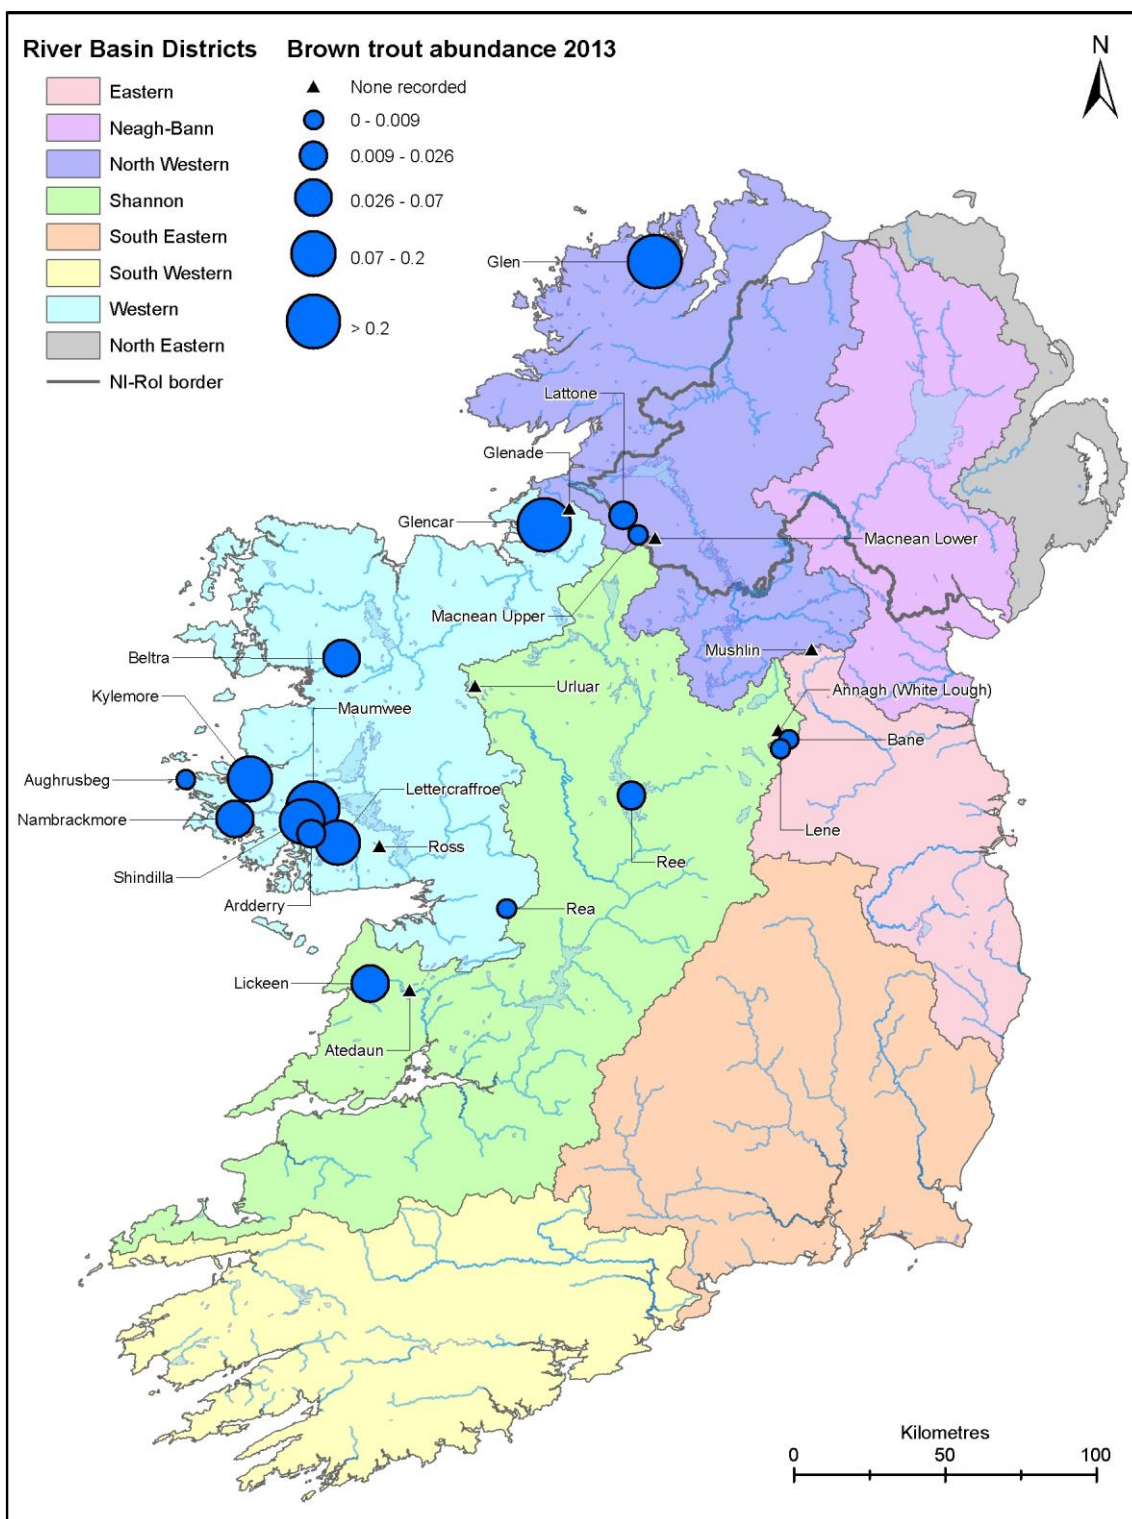 River Basin Districts
Eastern
Neagh-Bann
North Western
Shannon
South Eastern
South Western
Western
North Eastern
NI-RoI border
Brown trout abundance 2013
None recorded
0 - 0.009
0.009 - 0.026
0.026 - 0.07
0.07 - 0.2
> 0.2
N
Glen
Lattone
Glenade
Glencar
Macnean Lower
Macnean Upper
Mushlin
Beltra
Urluar
Annagh (White Lough)
Kylemore
Maumwee
Bane
Aughrusbeg
Lettercraffroe
Nambrackmore
Lene
Ross
Ree
Shindilla
Ardderry
Rea
Lickeen
Atedaun
Kilometres
0 50 100